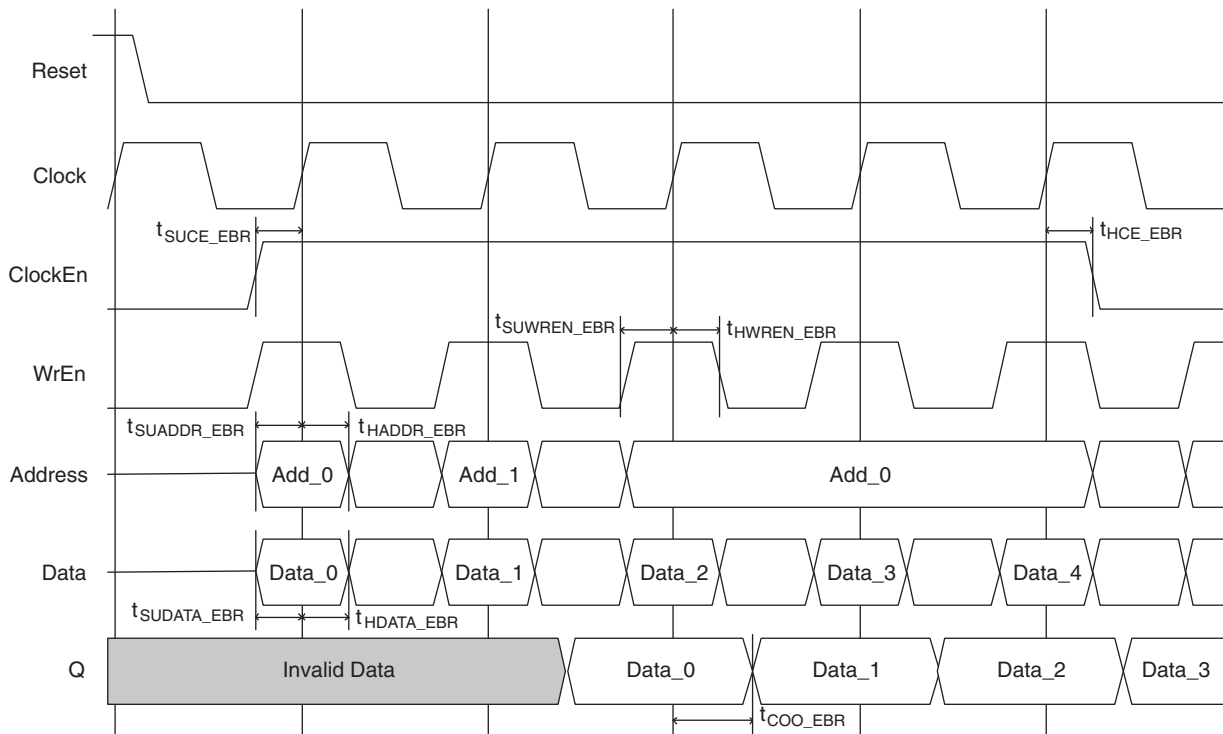 Reset
Clock
tSUCE_EBR
tHCE_EBR
ClockEn
tSUWREN_EBR
tHWREN_EBR
WrEn
tSUADDR_EBR
tHADDR_EBR
Address
Add_0
Add_1
Add_0
Data
Data_0
Data_1
Data_2
Data_3
Data_4
tSUDATA_EBR
tHDATA_EBR
Q
Invalid Data
Data_0
Data_1
Data_2
Data_3
tCOO_EBR